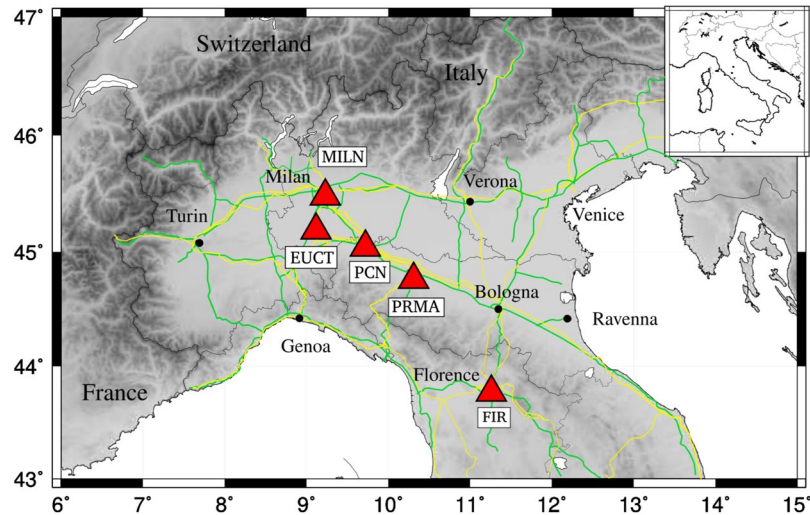 47°
46°
45°
44°
43°
Switzerland
Italy
MILN
Milan
Verona
Turin
Venice
EUCT
PCN
PRMA
Bologna
Ravenna
Genoa
Florence
France
FIR
6°
7°
8°
9°
10°
11°
12°
13°
14°
15°